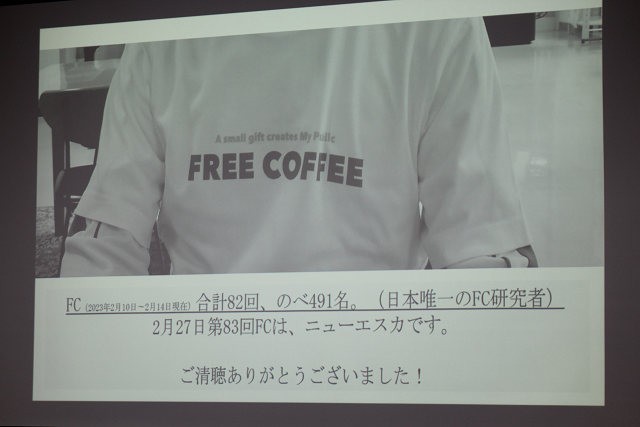 A small gift creates My Public
FREE COFFEE
FC (2023年2月10日~2月14日現在) 合計82回、のべ491名。(日本唯一のFC研究者)
2月27日第83回FCは、ニューエスカです。
ご清聴ありがとうございました!